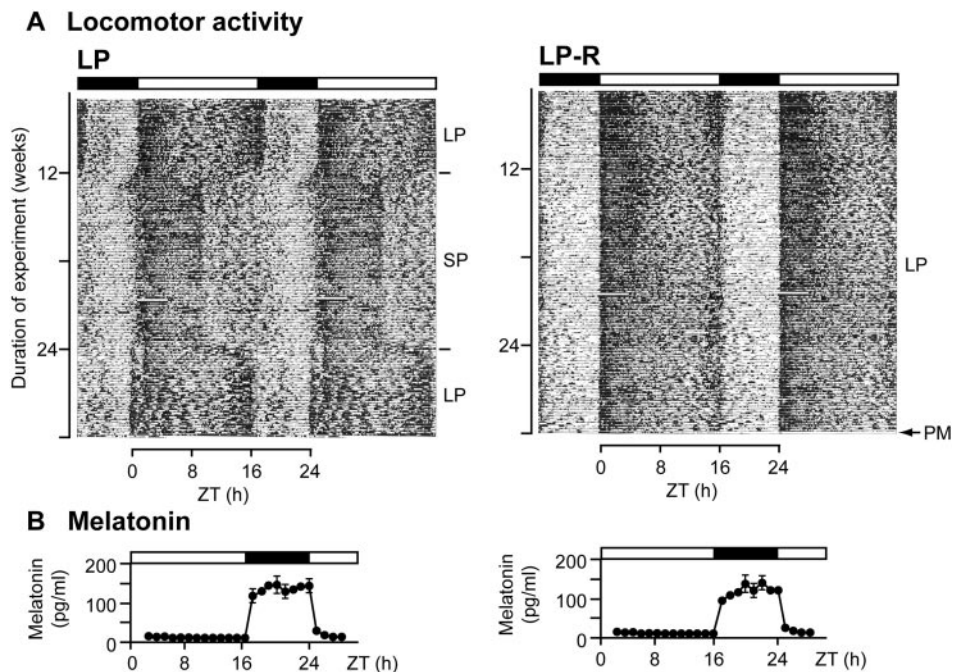 A Locomotor activity
LP
LP-R
Duration of experiment (weeks)
12
24
LP
SP
LP
0 8 16 24
ZT (h)
12
24
LP
PM
0 8 16 24
ZT (h)
B Melatonin
Melatonin
(pg/ml)
200
100
0
0 8 16 24 ZT (h)
Melatonin
(pg/ml)
200
100
0
0 8 16 24 ZT (h)